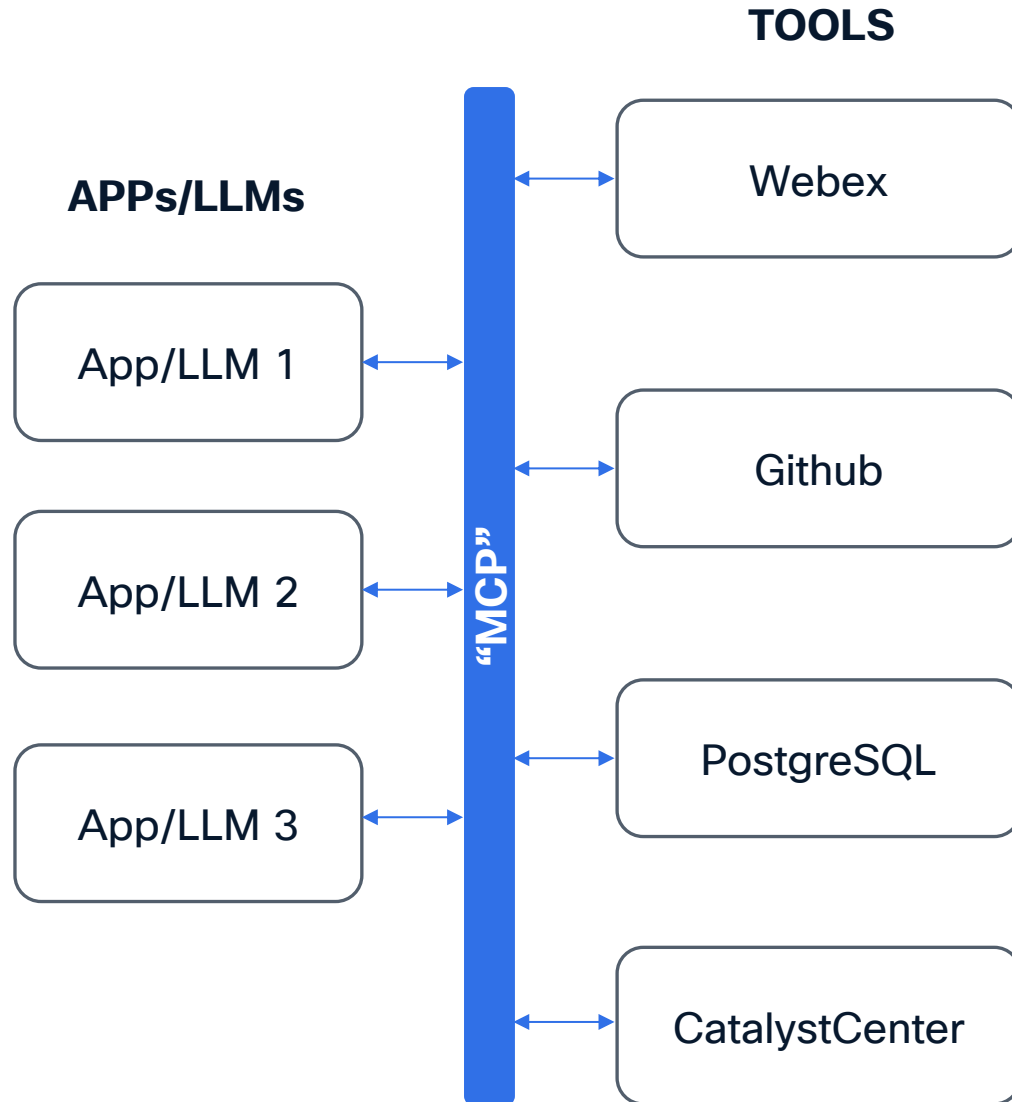 TOOLS
APPs/LLMs
Webex
App/LLM 1
Github
App/LLM 2
“MCP”
PostgreSQL
App/LLM 3
CatalystCenter